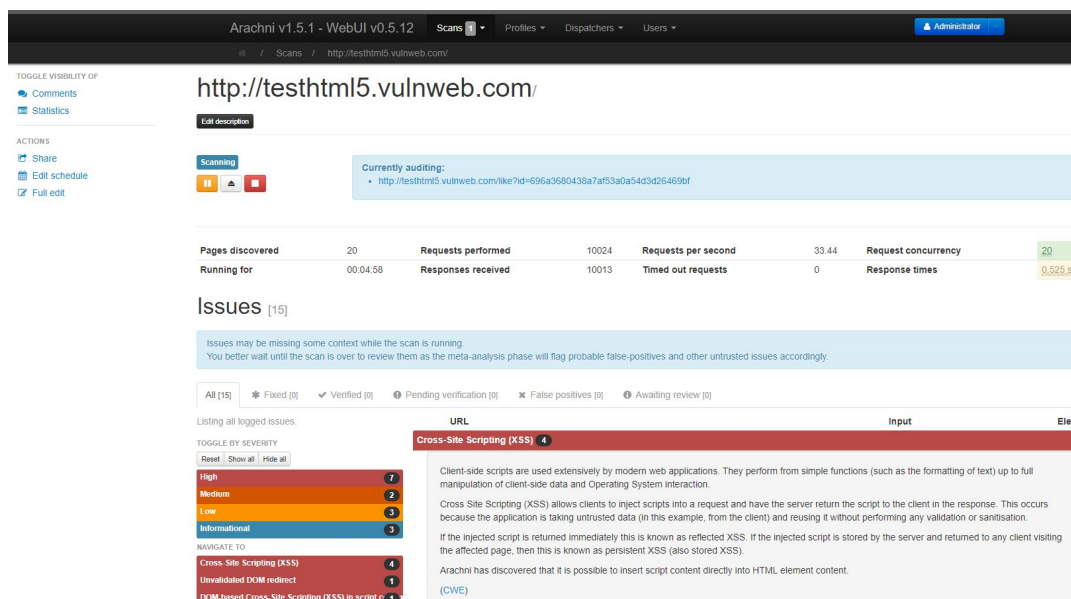 Arachni v1.5.1 - WebUI v0.5.12 Scans 1 Profiles Dispatchers Users Administrator
/ Scans / http://testhtml5.vulnweb.com/
TOGGLE VISIBILITY OF
Comments
Statistics
ACTIONS
Share
Edit schedule
Full edit
http://testhtml5.vulnweb.com/
Edit description
Scanning
Currently auditing:
• http://testhtml5.vulnweb.com/like?id=696a3680438a7af53a0a54d3d26469bf
Pages discovered 20 Requests performed 10024 Requests per second 33.44 Request concurrency 20
Running for 00:04:58 Responses received 10013 Timed out requests 0 Response times 0.525 s
Issues [15]
Issues may be missing some context while the scan is running.
You better wait until the scan is over to review them as the meta-analysis phase will flag probable false-positives and other untrusted issues accordingly.
All [15] Fixed [0] Verified [0] Pending verification [0] False positives [0] Awaiting review [0]
Listing all logged issues.
TOGGLE BY SEVERITY
Reset Show all Hide all
High 7
Medium 2
Low 3
Informational 3
NAVIGATE TO
Cross-Site Scripting (XSS) 4
Unvalidated DOM redirect 1
DOM-based Cross-Site Scripting (XSS) in script c 1
URL Input Ele
Cross-Site Scripting (XSS) 4
Client-side scripts are used extensively by modern web applications. They perform from simple functions (such as the formatting of text) up to full
manipulation of client-side data and Operating System interaction.
Cross Site Scripting (XSS) allows clients to inject scripts into a request and have the server return the script to the client in the response. This occurs
because the application is taking untrusted data (in this example, from the client) and reusing it without performing any validation or sanitisation.
If the injected script is returned immediately this is known as reflected XSS. If the injected script is stored by the server and returned to any client visiting
the affected page, then this is known as persistent XSS (also stored XSS).
Arachni has discovered that it is possible to insert script content directly into HTML element content.
(CWE)